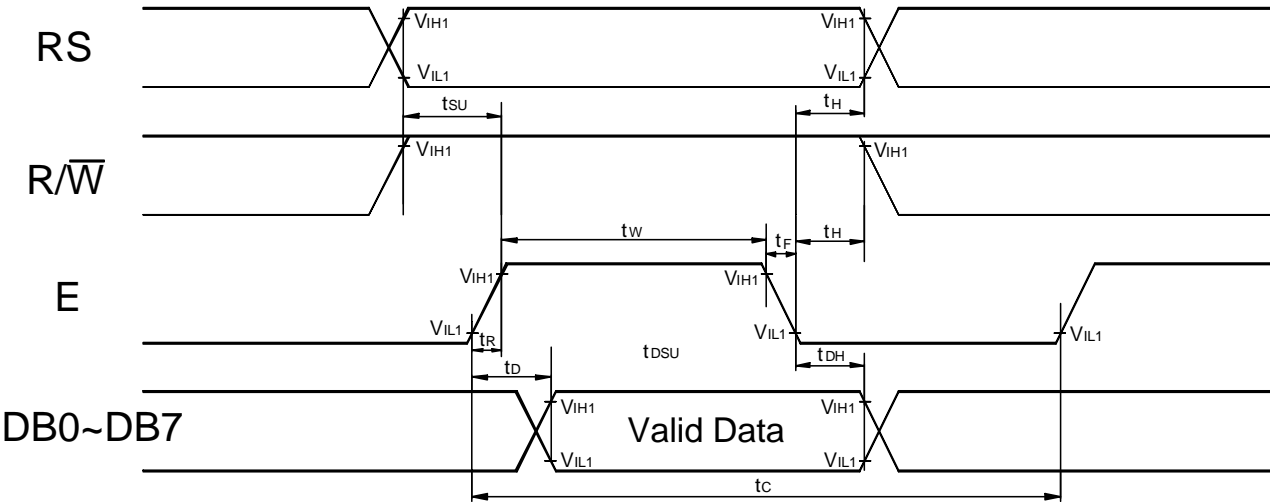 VIH1 VIH1
RS
VIL1 VIL1
tSU tH
VIH1 VIH1
R/W̅
tW tF tH
VIH1 VIH1
E
VIL1 VIL1 VIL1
tR tDSU tDH
tD
VIH1 VIH1
DB0~DB7 Valid Data
VIL1 VIL1
tC